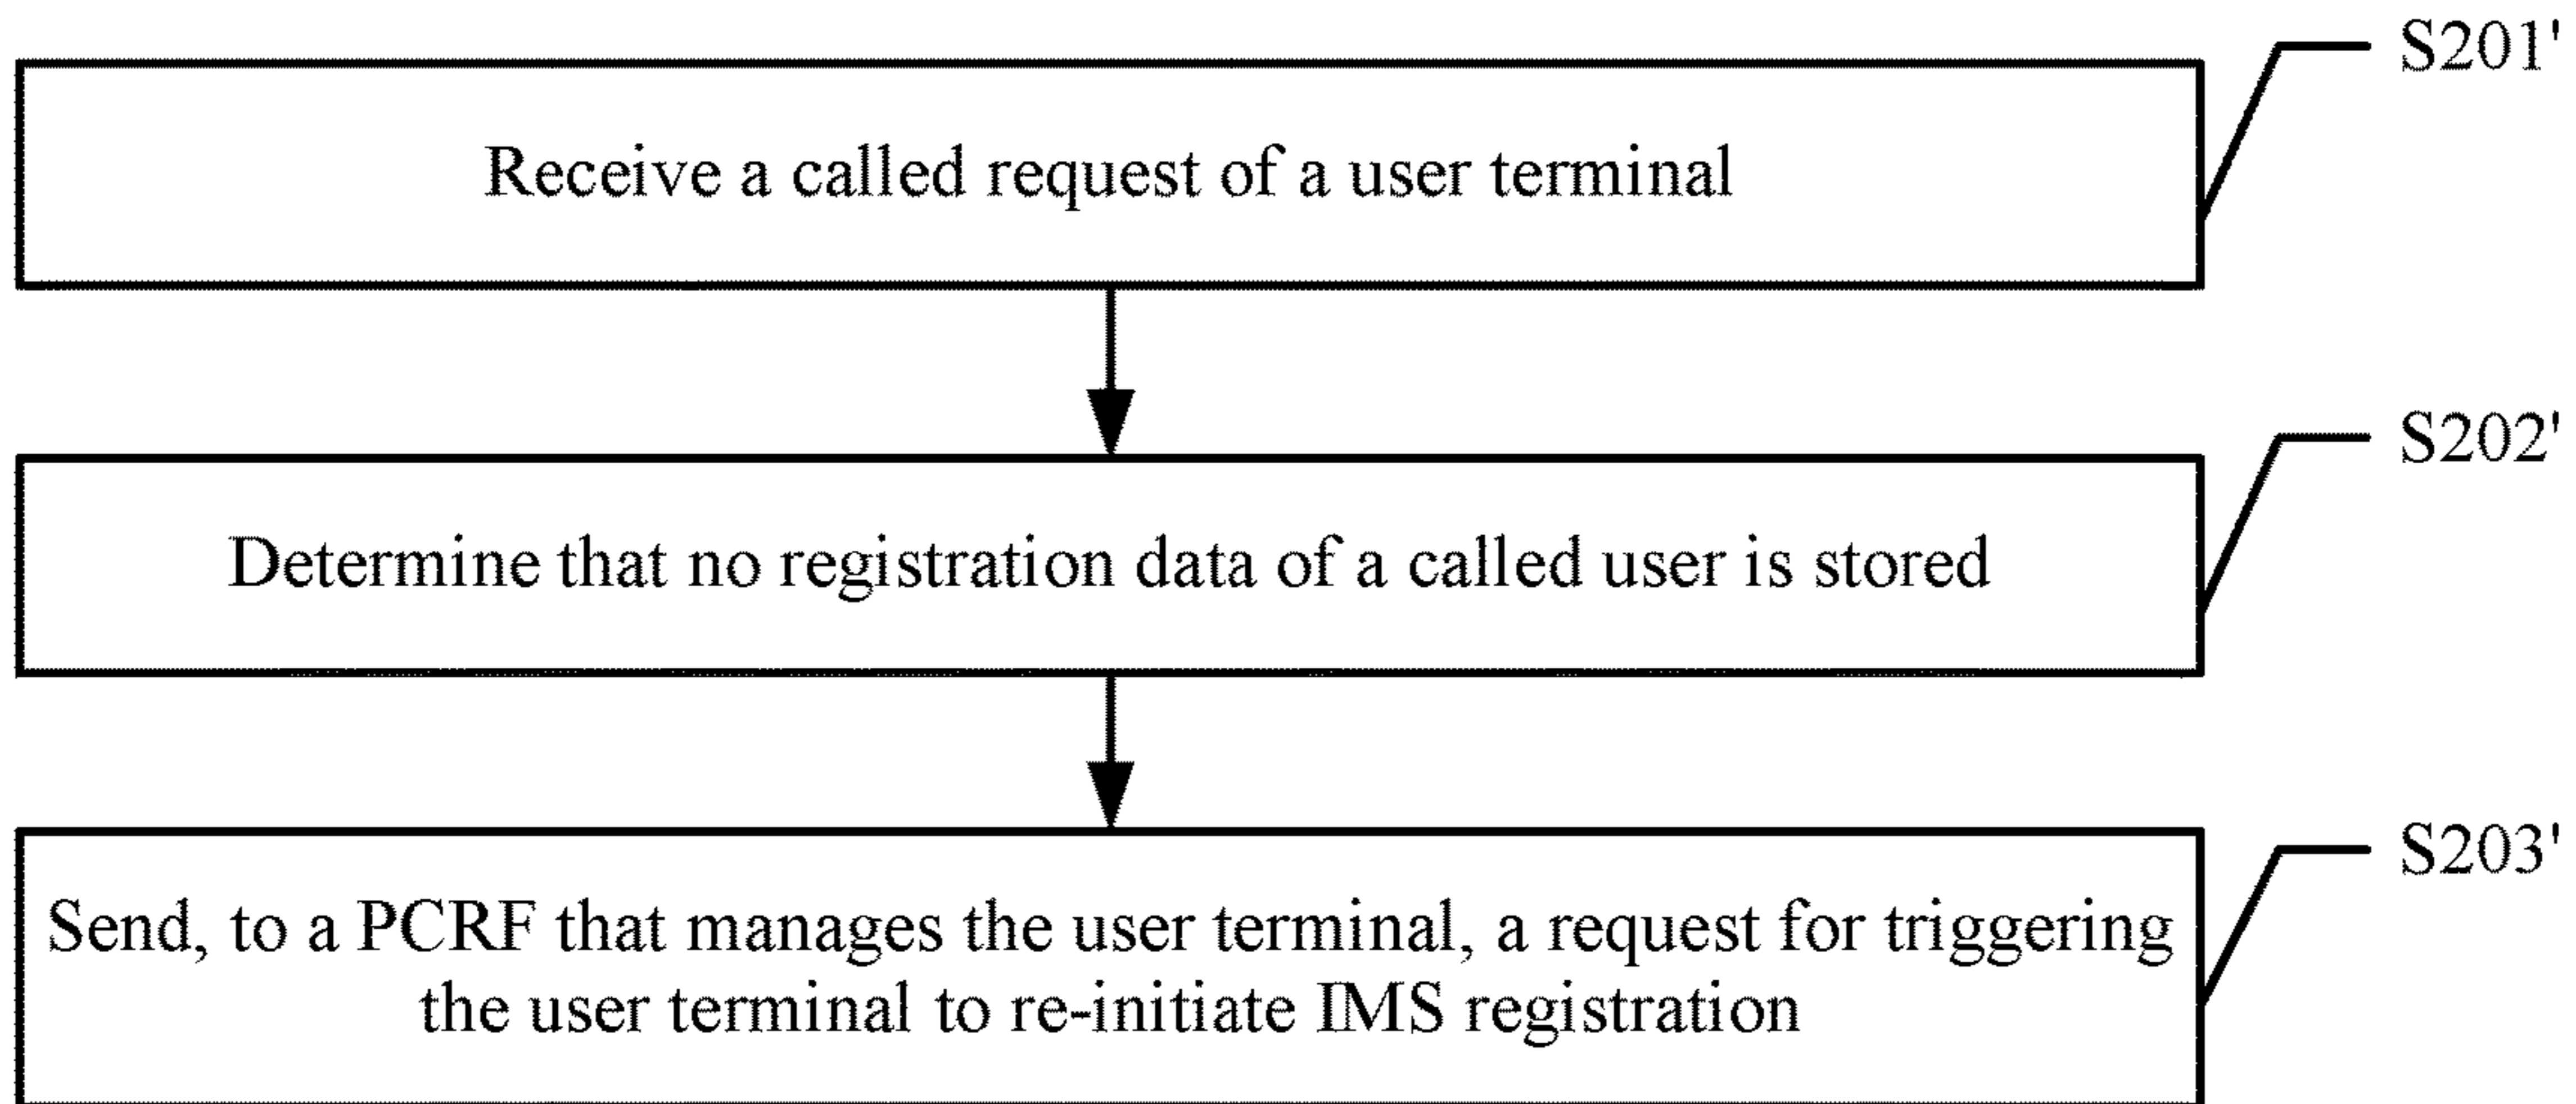 S201'
Receive a called request of a user terminal
S202'
Determine that no registration data of a called user is stored
S203'
Send, to a PCRF that manages the user terminal, a request for triggering
the user terminal to re-initiate IMS registration